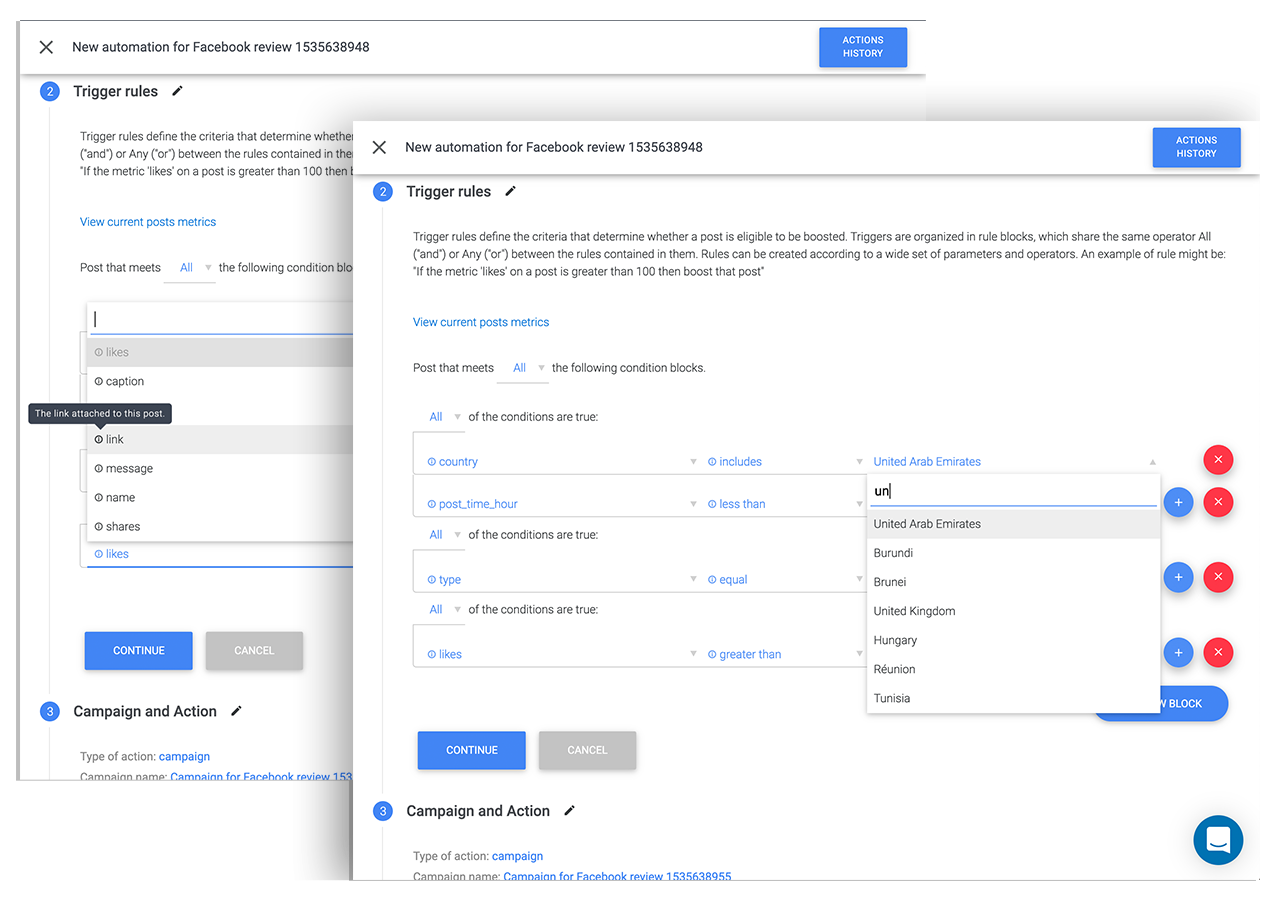 New automation for Facebook review 1535638948
ACTIONS
HISTORY
2
Trigger rules
Trigger rules define the criteria that determine whethe
("and") or Any ("or") between the rules contained in ther
"If the metric 'likes' on a post is greater than 100 then b
View current posts metrics
Post that meets All the following condition bloc
likes
caption
The link attached to this post.
link
message
name
shares
likes
CONTINUE
CANCEL
3
Campaign and Action
Type of action: campaign
Campaign name: Campaign for Facebook review 153
New automation for Facebook review 1535638948
ACTIONS
HISTORY
2
Trigger rules
Trigger rules define the criteria that determine whether a post is eligible to be boosted. Triggers are organized in rule blocks, which share the same operator All
("and") or Any ("or") between the rules contained in them. Rules can be created according to a wide set of parameters and operators. An example of rule might be:
"If the metric 'likes' on a post is greater than 100 then boost that post"
View current posts metrics
Post that meets All the following condition blocks.
All of the conditions are true:
country includes United Arab Emirates
un
post_time_hour less than
United Arab Emirates
All of the conditions are true:
Burundi
type equal
Brunei
All of the conditions are true:
United Kingdom
Hungary
likes greater than
Réunion
Tunisia
W BLOCK
CONTINUE
CANCEL
3
Campaign and Action
Type of action: campaign
Campaign name: Campaign for Facebook review 1535638955